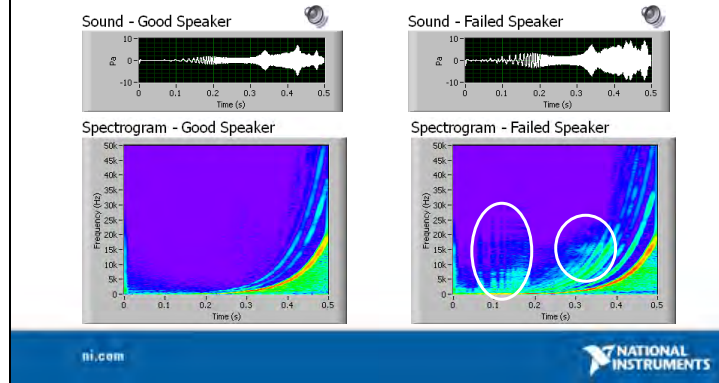 Sound - Good Speaker
Pa
10
0
-10
0 0.1 0.2 0.3 0.4 0.5
Time (s)
Sound - Failed Speaker
Pa
10
0
-10
0 0.1 0.2 0.3 0.4 0.5
Time (s)
Spectrogram - Good Speaker
Frequency (Hz)
50k
45k
40k
35k
30k
25k
20k
15k
10k
5k
0
0 0.1 0.2 0.3 0.4 0.5
Time (s)
Spectrogram - Failed Speaker
Frequency (Hz)
50k
45k
40k
35k
30k
25k
20k
15k
10k
5k
0
0 0.1 0.2 0.3 0.4 0.5
Time (s)
ni.com
NATIONAL
INSTRUMENTS